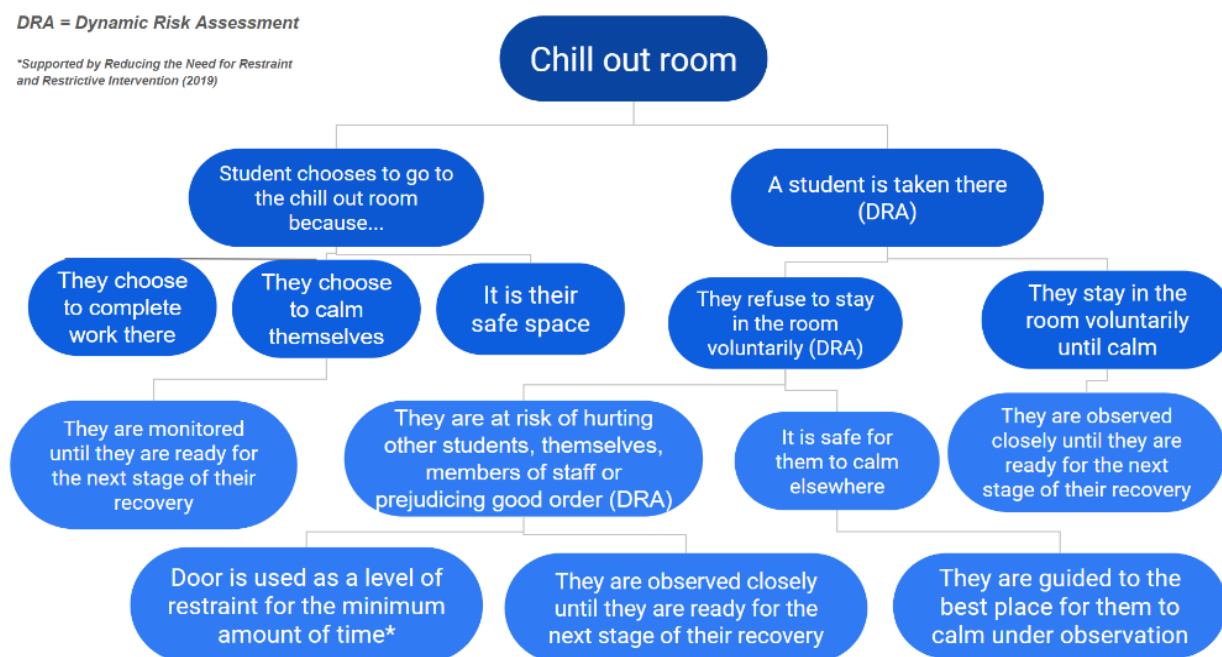 DRA = Dynamic Risk Assessment
*Supported by Reducing the Need for Restraint
and Restrictive Intervention (2019)
Chill out room
Student chooses to go to
the chill out room
because...
A student is taken there
(DRA)
They choose
to complete
work there
They choose
to calm
themselves
It is their
safe space
They refuse to stay
in the room
voluntarily (DRA)
They stay in the
room voluntarily
until calm
They are monitored
until they are ready for
the next stage of their
recovery
They are at risk of hurting
other students, themselves,
members of staff or
prejudicing good order (DRA)
It is safe for
them to calm
elsewhere
They are observed
closely until they are
ready for the next
stage of their recovery
Door is used as a level of
restraint for the minimum
amount of time*
They are observed closely
until they are ready for the
next stage of their recovery
They are guided to the
best place for them to
calm under observation